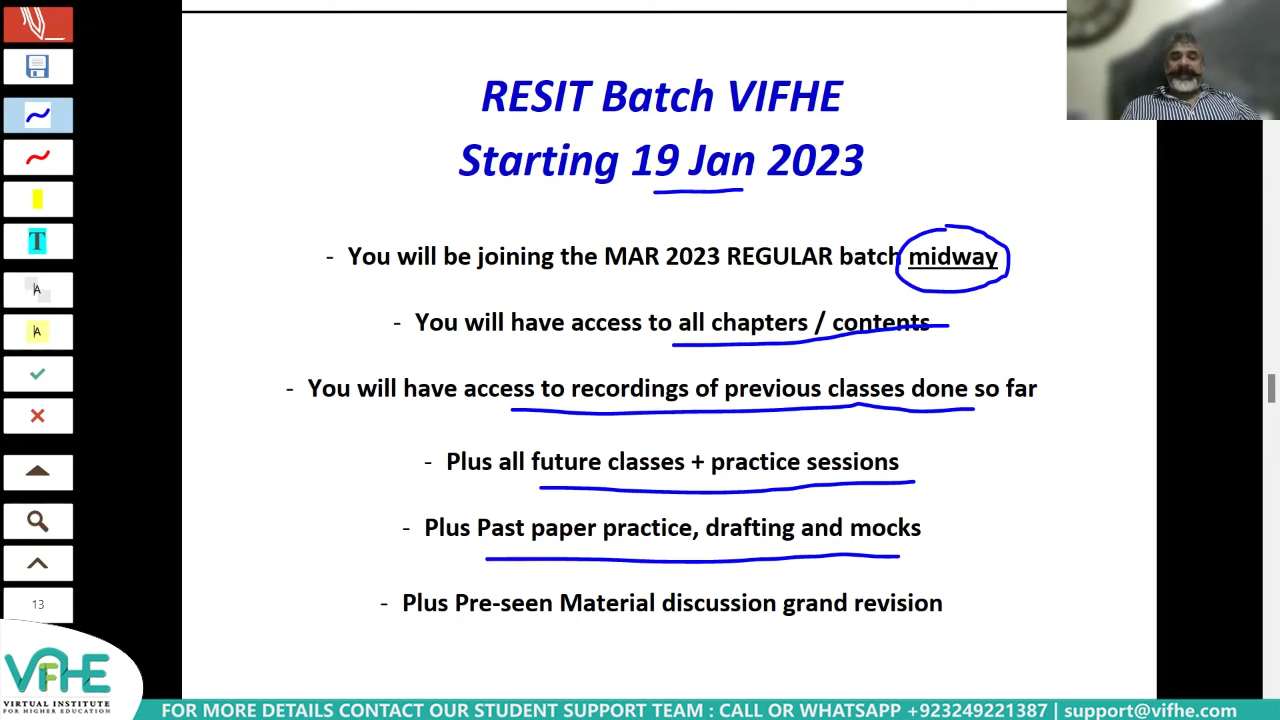 RESIT Batch VIFHE
Starting 19 Jan 2023
- You will be joining the MAR 2023 REGULAR batch midway
- You will have access to all chapters / contents
- You will have access to recordings of previous classes done so far
- Plus all future classes + practice sessions
- Plus Past paper practice, drafting and mocks
- Plus Pre-seen Material discussion grand revision
T
A
A
13
VIFHE
VIRTUAL INSTITUTE
FOR HIGHER EDUCATION
FOR MORE DETAILS CONTACT OUR STUDENT SUPPORT TEAM : CALL OR WHATSAPP +923249221387 | support@vifhe.com